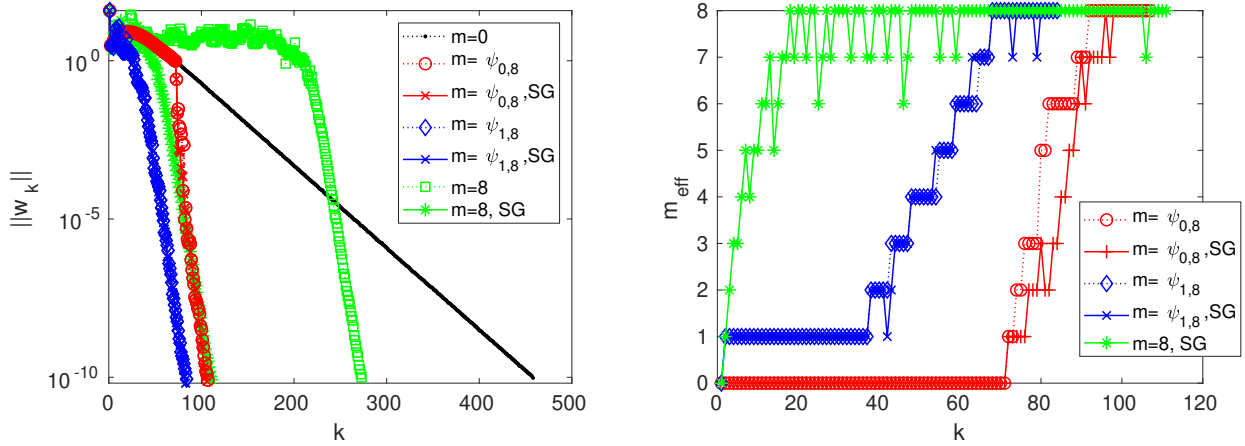 10^0
10^-5
10^-10
||w_k||
0 100 200 300 400 500
k
m=0
m= ψ_0,8
m= ψ_0,8 ,SG
m= ψ_1,8
m= ψ_1,8 ,SG
m=8
m=8, SG
8
7
6
5
4
3
2
1
0
m_eff
0 20 40 60 80 100 120
k
m= ψ_0,8
m= ψ_0,8 ,SG
m= ψ_1,8
m= ψ_1,8 ,SG
m=8, SG